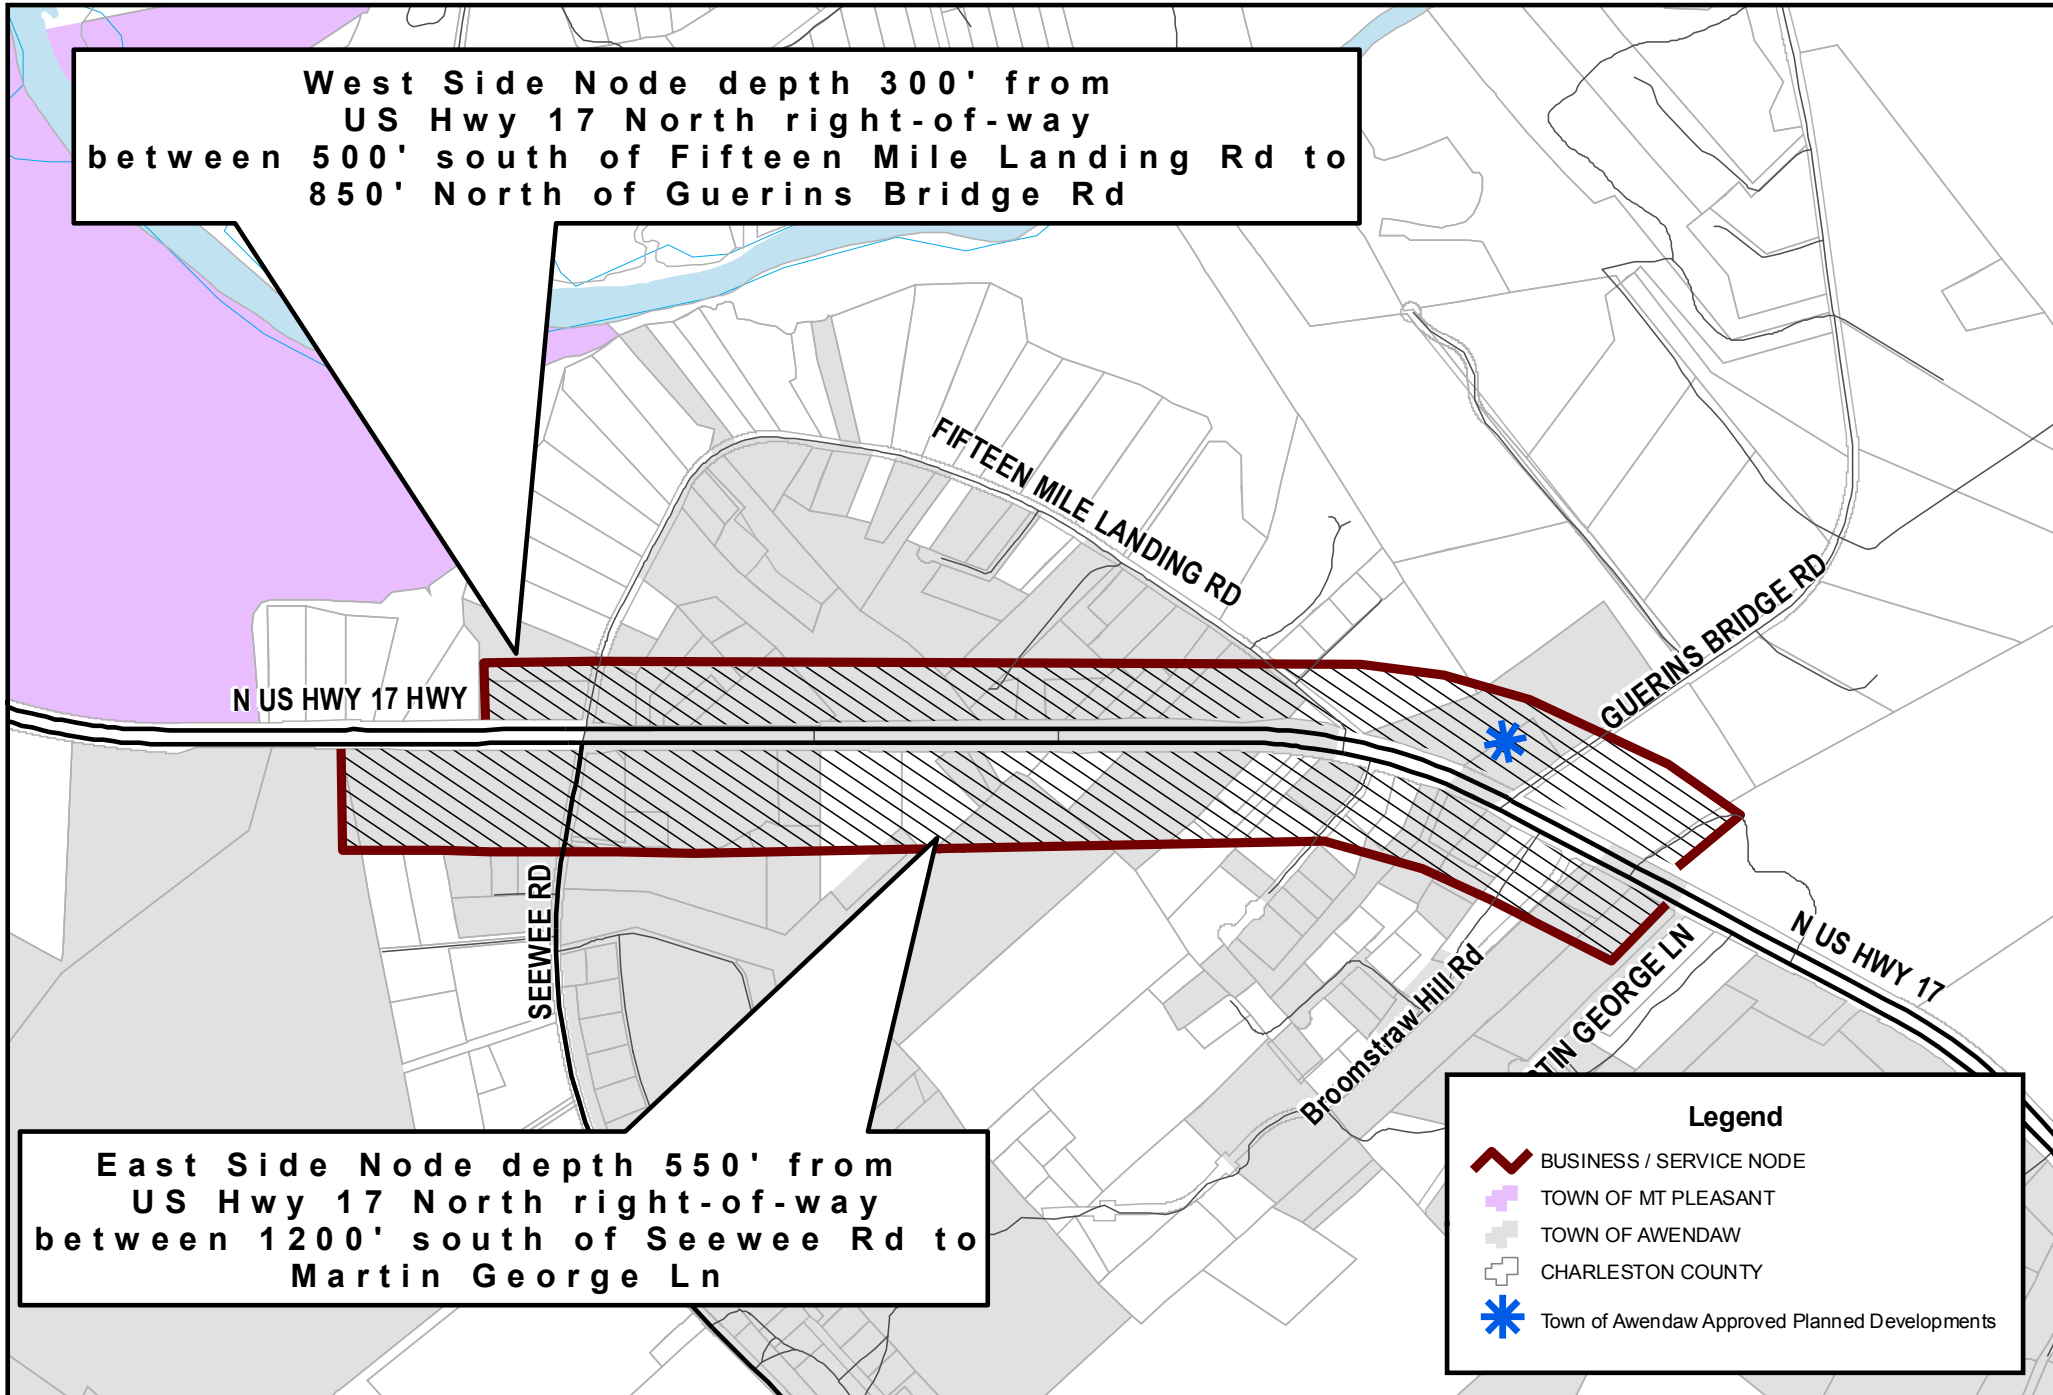 West Side Node depth 300' from
US Hwy 17 North right-of-way
between 500' south of Fifteen Mile Landing Rd to
850' North of Guerins Bridge Rd
FIFTEEN MILE LANDING RD
GUERINS BRIDGE RD
N US HWY 17 HWY
SEEWEE RD
N US HWY 17
Broomstraw Hill Rd
TIN GEORGE LN
East Side Node depth 550' from
US Hwy 17 North right-of-way
between 1200' south of Seewee Rd to
Martin George Ln
Legend
BUSINESS / SERVICE NODE
TOWN OF MT PLEASANT
TOWN OF AWENDAW
CHARLESTON COUNTY
Town of Awendaw Approved Planned Developments